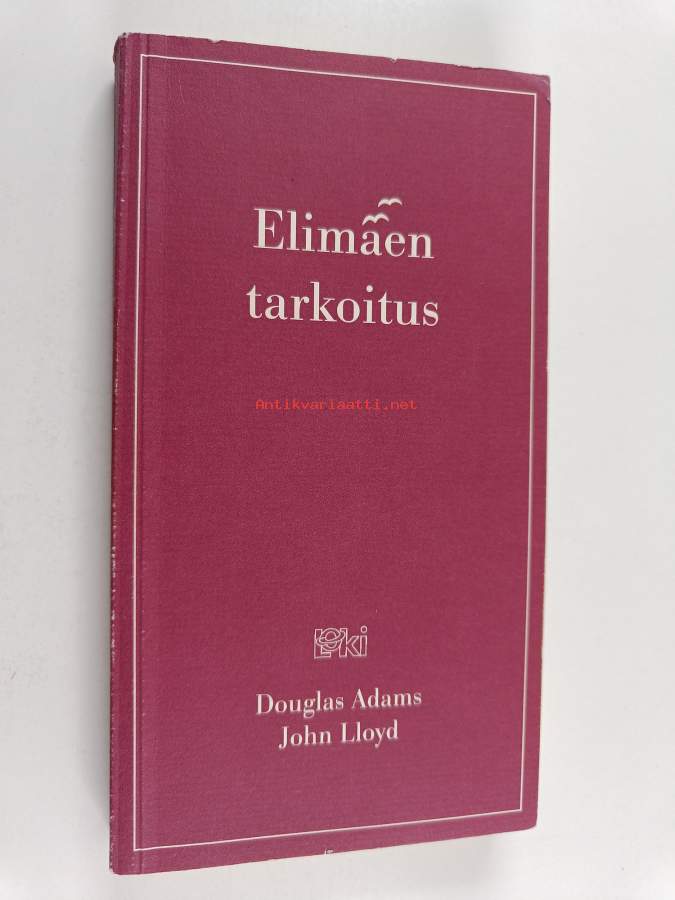 Elimäen
tarkoitus
Antikvariaatti.net
Loki
Douglas Adams
John Lloyd